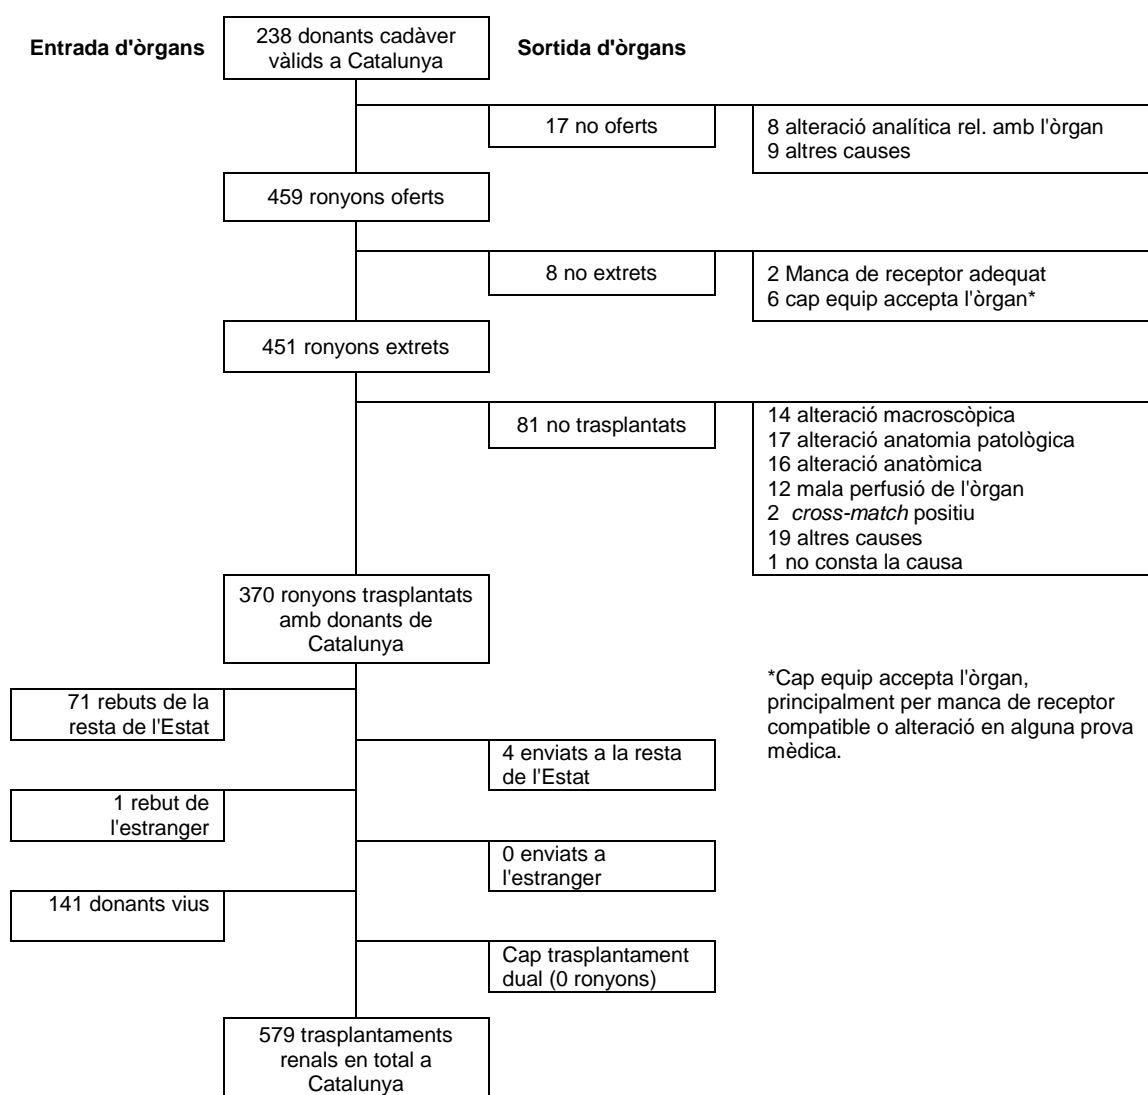 Entrada d'òrgans
238 donants cadàver
vàlids a Catalunya
Sortida d'òrgans
17 no oferts
8 alteració analítica rel. amb l'òrgan
9 altres causes
459 ronyons oferts
8 no extrets
2 Manca de receptor adequat
6 cap equip accepta l'òrgan*
451 ronyons extrets
81 no trasplantats
14 alteració macroscòpica
17 alteració anatomia patològica
16 alteració anatòmica
12 mala perfusió de l'òrgan
2 cross-match positiu
19 altres causes
1 no consta la causa
370 ronyons trasplantats
amb donants de
Catalunya
*Cap equip accepta l'òrgan,
principalment per manca de receptor
compatible o alteració en alguna prova
mèdica.
71 rebuts de la
resta de l'Estat
4 enviats a la resta
de l'Estat
1 rebut de
l'estranger
0 enviats a
l'estranger
141 donants vius
Cap trasplantament
dual (0 ronyons)
579 trasplantaments
renals en total a
Catalunya